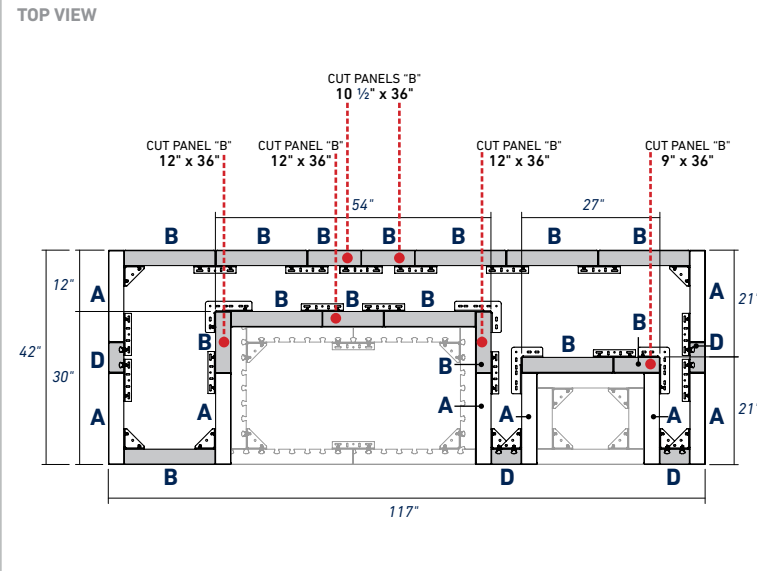 TOP VIEW
CUT PANELS "B"
10 ½" x 36"
CUT PANEL "B"
12" x 36"
CUT PANEL "B"
12" x 36"
CUT PANEL "B"
12" x 36"
CUT PANEL "B"
9" x 36"
54"
27"
B
B
B
B
B
B
B
12"
A
B
B
B
A
21"
42"
30"
D
B
B
B
B
D
A
A
A
A
A
A
21"
B
D
D
117"